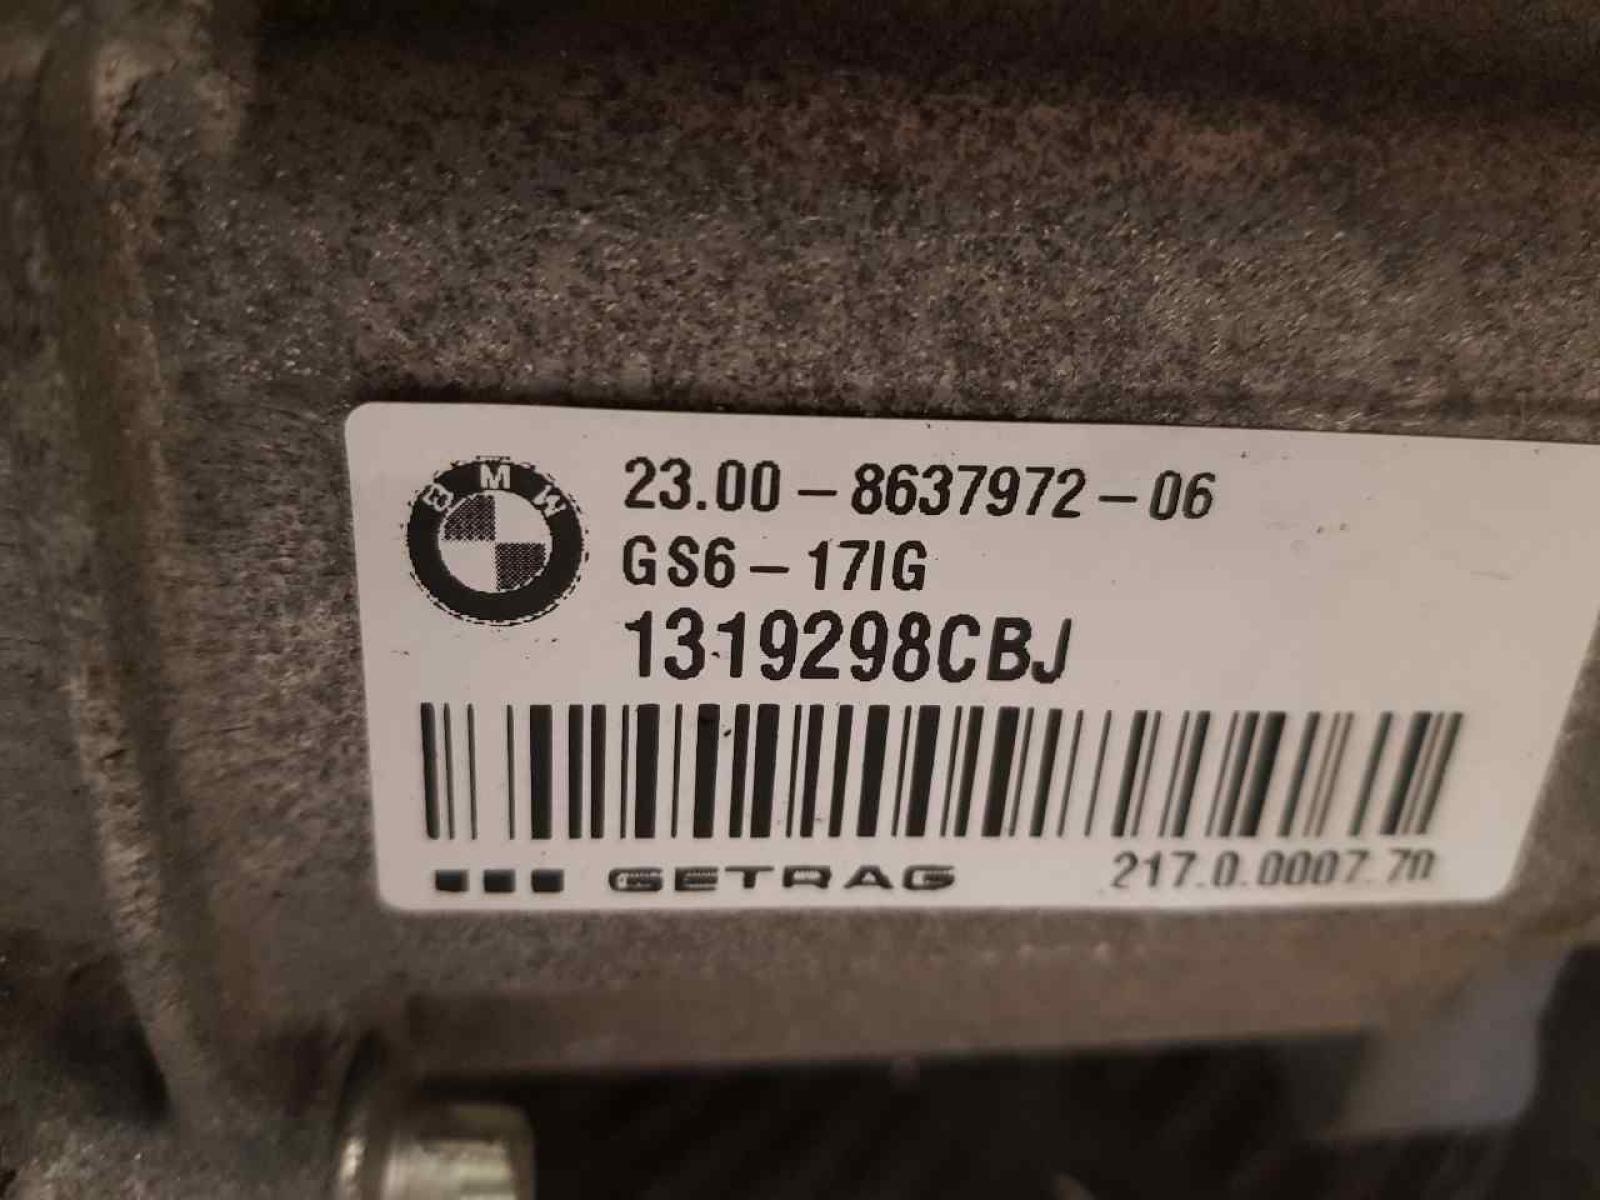 BMW
23.00-8637972-06
GS6-17IG
1319298CBJ
GETRAG
217.0.0007.70